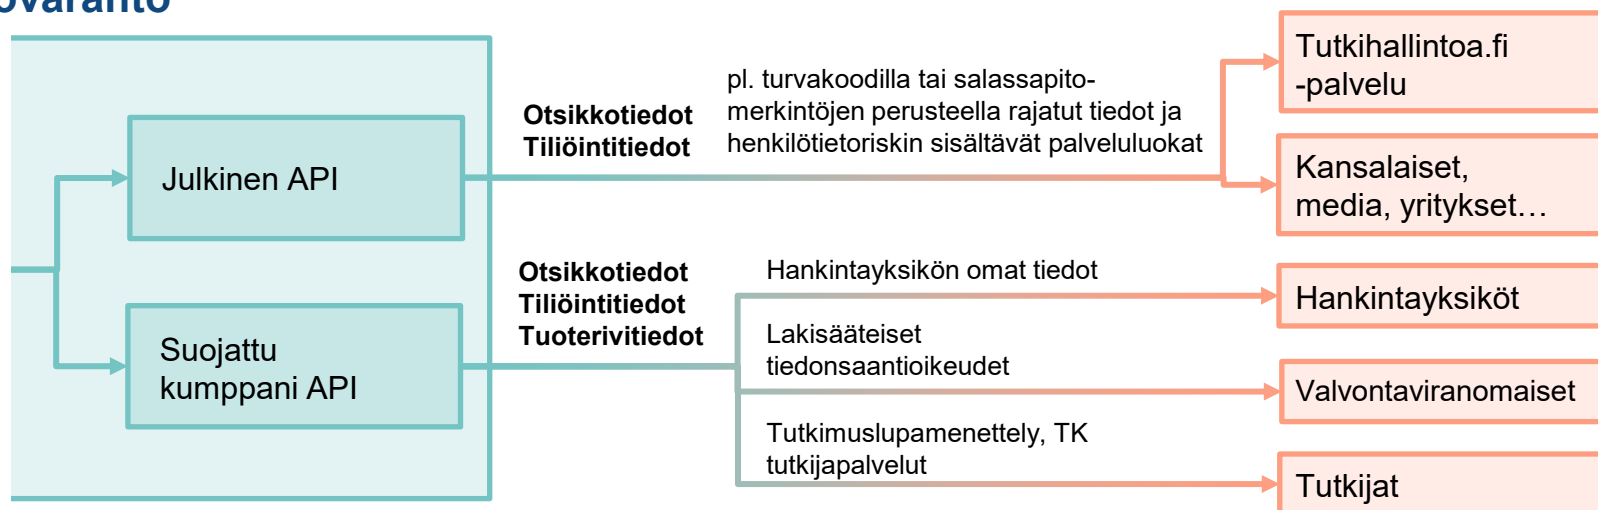 Julkinen API
Otsikkotiedot
Tiliöintitiedot
pl. turvakoodilla tai salassapito-
merkintöjen perusteella rajatut tiedot ja
henkilötietoriskin sisältävät palveluluokat
Tutkihallintoa.fi
-palvelu
Kansalaiset,
media, yritykset…
Suojattu
kumppani API
Otsikkotiedot
Tiliöintitiedot
Tuoterivitiedot
Hankintayksikön omat tiedot
Hankintayksiköt
Lakisääteiset
tiedonsaantioikeudet
Valvontaviranomaiset
Tutkimuslupamenettely, TK
tutkijapalvelut
Tutkijat